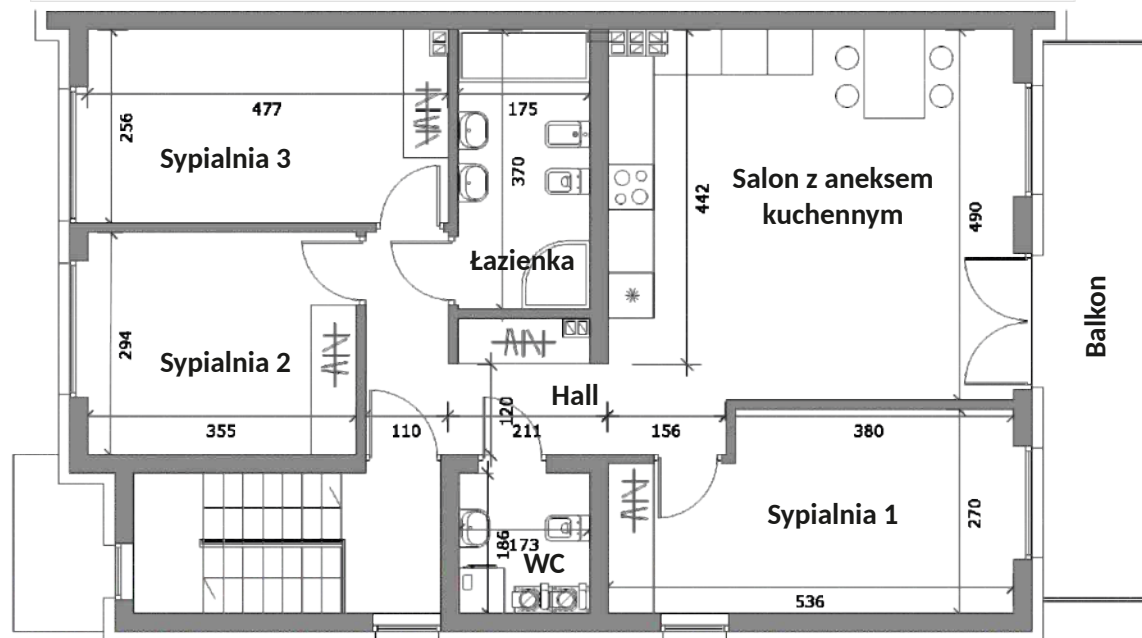 477
256
Sypialnia 3
175
370
Łazienka
442
Salon z aneksem
kuchennym
490
Balkon
294
Sypialnia 2
355
110
120
211
Hall
156
380
Sypialnia 1
270
536
186
173
WC